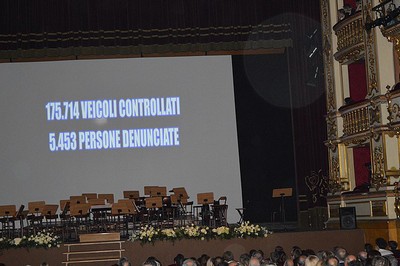 175.714 VEICOLI CONTROLLATI
5.453 PERSONE DENUNCIATE